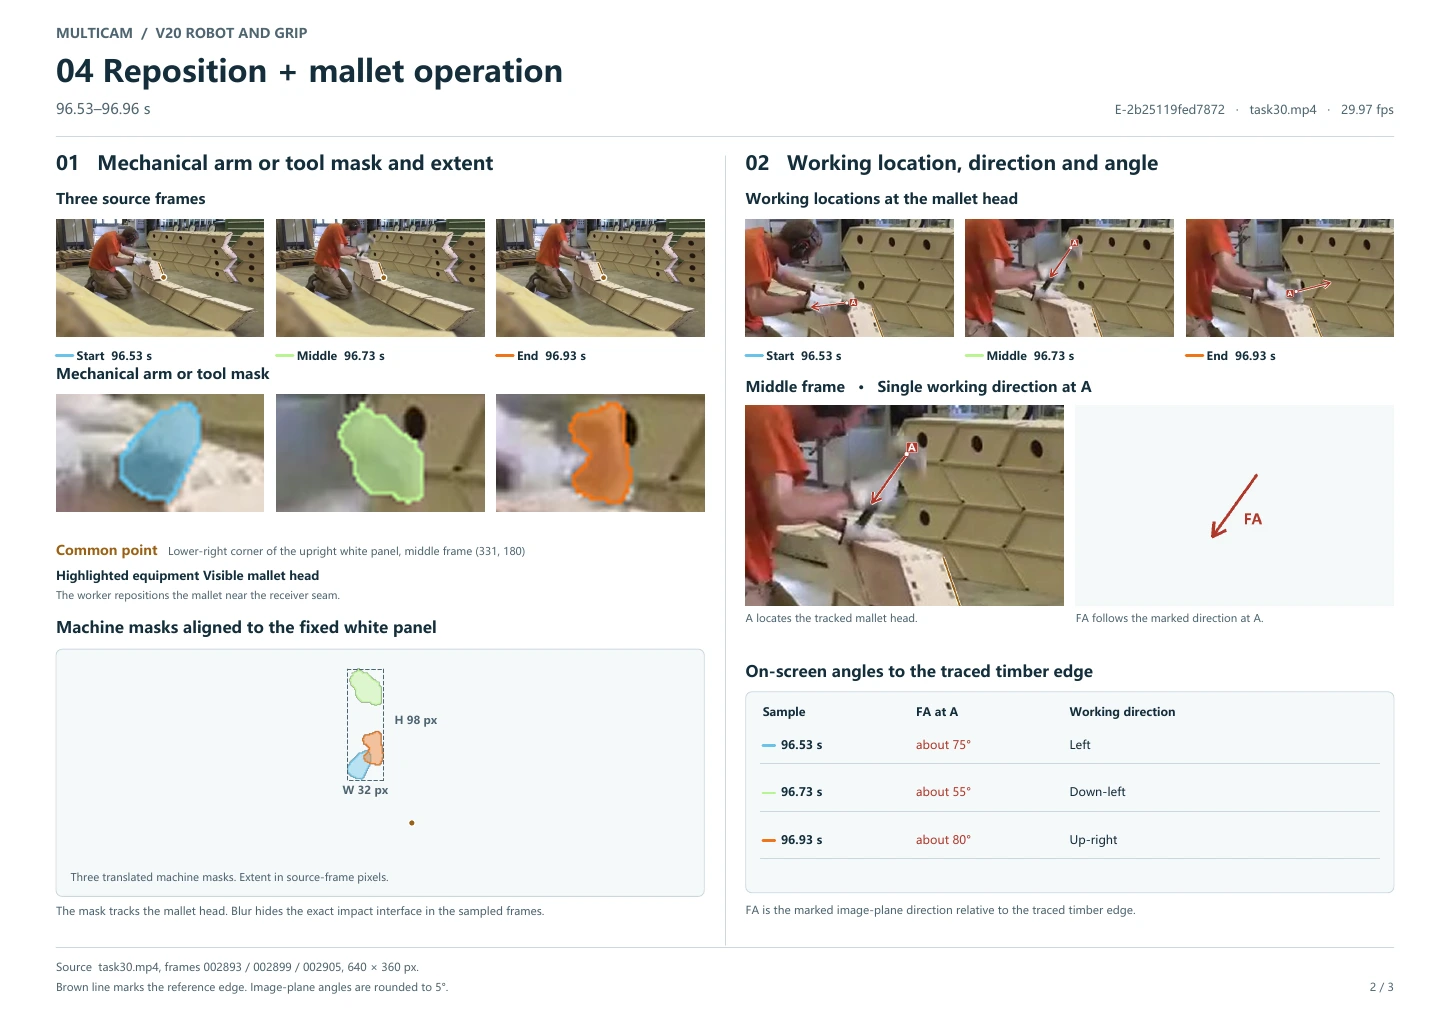 MULTICAM / V20 ROBOT AND GRIP
04 Reposition + mallet operation
96.53–96.96 s
E-2b25119fed7872 · task30.mp4 · 29.97 fps
01 Mechanical arm or tool mask and extent
Three source frames
Start 96.53 s
Middle 96.73 s
End 96.93 s
Mechanical arm or tool mask
Common point Lower-right corner of the upright white panel, middle frame (331, 180)
Highlighted equipment Visible mallet head
The worker repositions the mallet near the receiver seam.
Machine masks aligned to the fixed white panel
H 98 px
W 32 px
Three translated machine masks. Extent in source-frame pixels.
The mask tracks the mallet head. Blur hides the exact impact interface in the sampled frames.
02 Working location, direction and angle
Working locations at the mallet head
A
A
A
Start 96.53 s
Middle 96.73 s
End 96.93 s
Middle frame • Single working direction at A
A
FA
A locates the tracked mallet head.
FA follows the marked direction at A.
On-screen angles to the traced timber edge
Sample FA at A Working direction
96.53 s about 75° Left
96.73 s about 55° Down-left
96.93 s about 80° Up-right
FA is the marked image-plane direction relative to the traced timber edge.
Source task30.mp4, frames 002893 / 002899 / 002905, 640 × 360 px.
Brown line marks the reference edge. Image-plane angles are rounded to 5°.
2 / 3